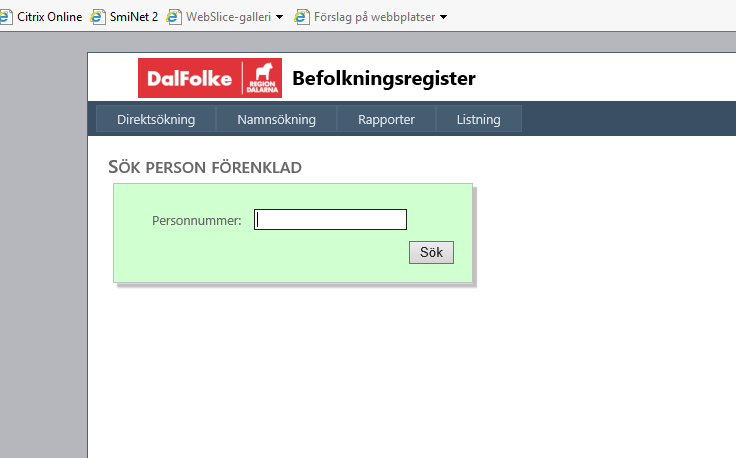 Citrix Online SmiNet 2 WebSlice-galleri Förslag på webbplatser
DalFolke REGION DALARNA Befolkningsregister
Direktsökning Namnsökning Rapporter Listning
SÖK PERSON FÖRENKLAD
Personnummer:
Sök